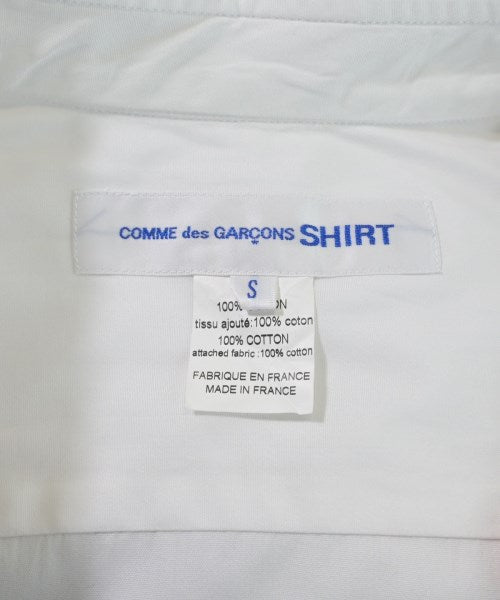 COMME des GARÇONS SHIRT
S
100%
tissu ajouté:100% coton
100% COTTON
attached fabric :100% cotton
FABRIQUE EN FRANCE
MADE IN FRANCE